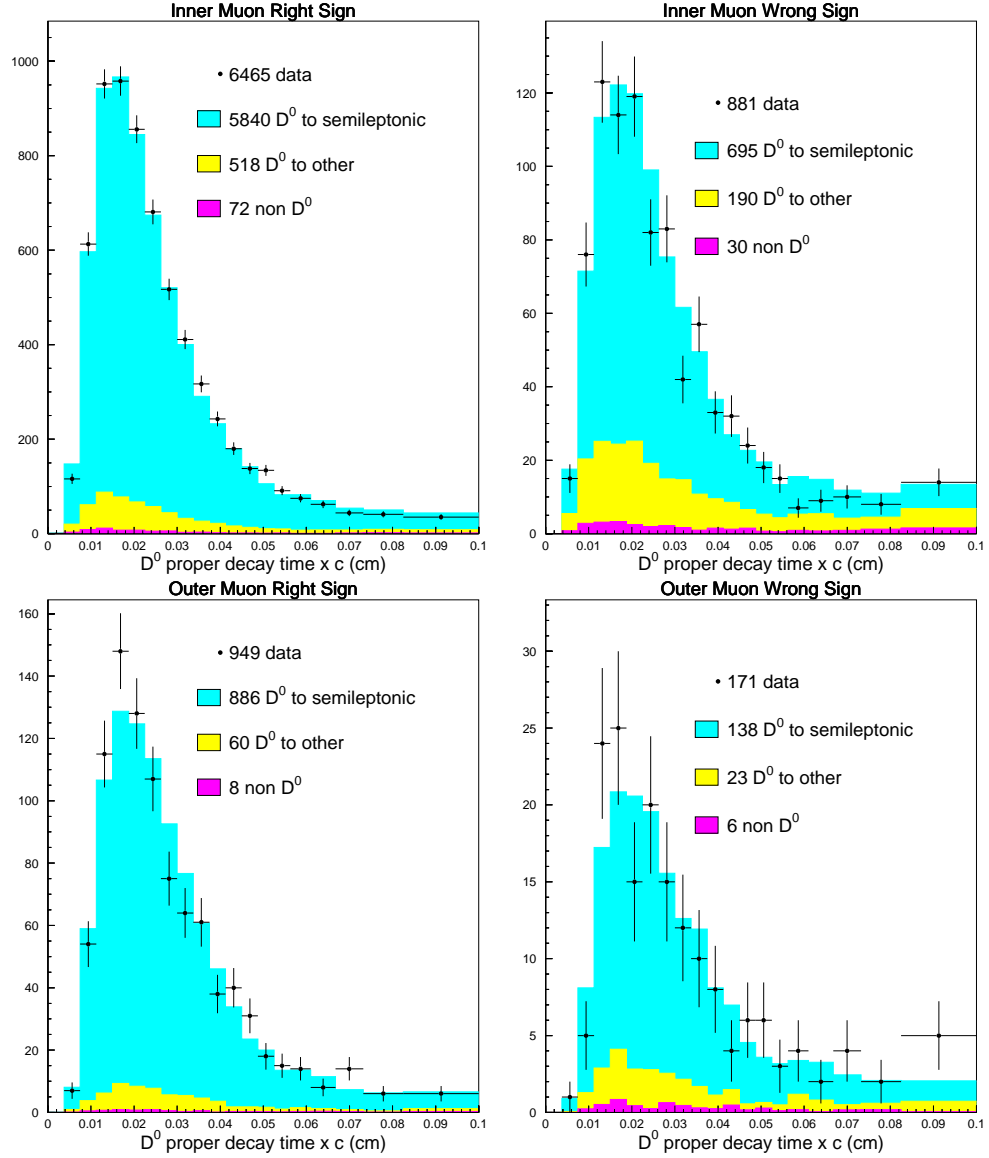 Inner Muon Right Sign
1000
800
600
400
200
0
6465 data
5840 D⁰ to semileptonic
518 D⁰ to other
72 non D⁰
0 0.01 0.02 0.03 0.04 0.05 0.06 0.07 0.08 0.09 0.1
D⁰ proper decay time x c (cm)
Inner Muon Wrong Sign
120
100
80
60
40
20
0
881 data
695 D⁰ to semileptonic
190 D⁰ to other
30 non D⁰
0 0.01 0.02 0.03 0.04 0.05 0.06 0.07 0.08 0.09 0.1
D⁰ proper decay time x c (cm)
Outer Muon Right Sign
160
140
120
100
80
60
40
20
0
949 data
886 D⁰ to semileptonic
60 D⁰ to other
8 non D⁰
0 0.01 0.02 0.03 0.04 0.05 0.06 0.07 0.08 0.09 0.1
D⁰ proper decay time x c (cm)
Outer Muon Wrong Sign
30
25
20
15
10
5
0
171 data
138 D⁰ to semileptonic
23 D⁰ to other
6 non D⁰
0 0.01 0.02 0.03 0.04 0.05 0.06 0.07 0.08 0.09 0.1
D⁰ proper decay time x c (cm)